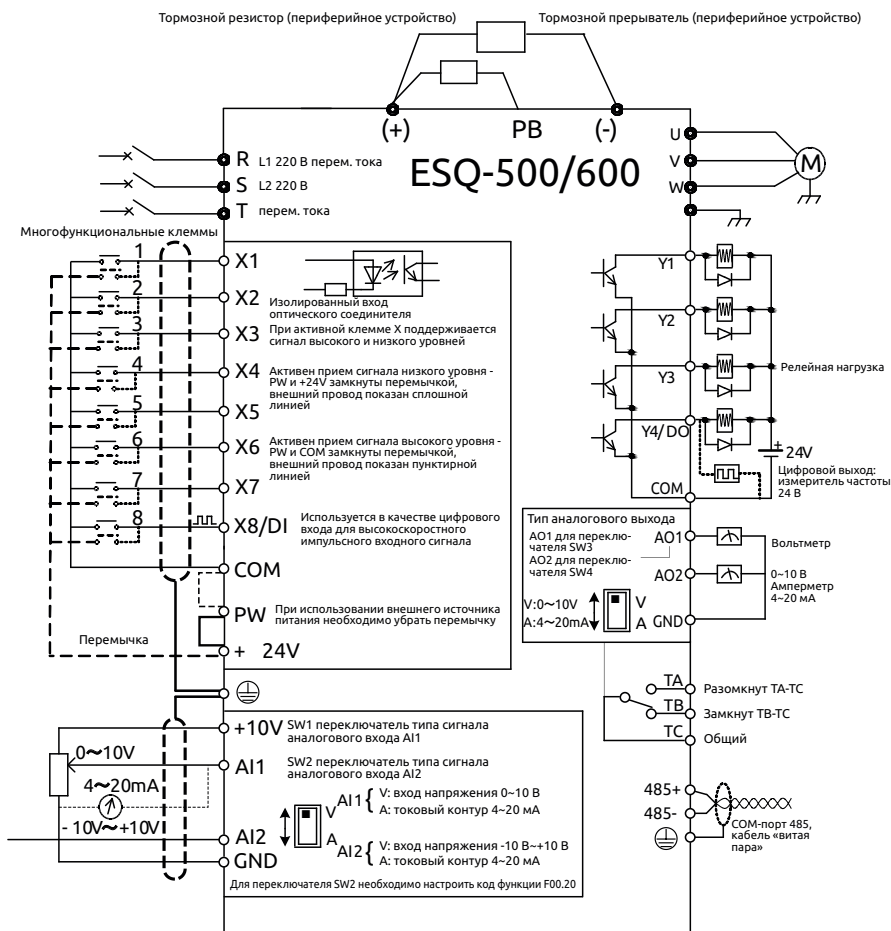 Тормозной резистор (периферийное устройство)
Тормозной прерыватель (периферийное устройство)
(+)
PB
(-)
ESQ-500/600
R L1 220 В перем. тока
S L2 220 В
T перем. тока
U
V
W
M
Многофункциональные клеммы
1
X1
2
X2
Изолированный вход
оптического соединителя
3
X3
При активной клемме X поддерживается
сигнал высокого и низкого уровней
4
X4
Активен прием сигнала низкого уровня -
PW и +24V замкнуты перемычкой,
внешний провод показан сплошной
линией
5
X5
6
X6
Активен прием сигнала высокого уровня -
PW и COM замкнуты перемычкой,
внешний провод показан пунктирной
линией
7
X7
8
X8/DI
Используется в качестве цифрового
входа для высокоскоростного
импульсного входного сигнала
COM
PW
При использовании внешнего источника
питания необходимо убрать перемычку
Перемычка
+ 24V
Y1
Y2
Y3
Релейная нагрузка
Y4/DO
+
24V
Цифровой выход:
измеритель частоты
24 В
COM
Тип аналогового выхода
AO1 для переклю-
чателя SW3
AO2 для переклю-
чателя SW4
AO1
Вольтметр
AO2
0~10 В
Амперметр
4~20 мА
V:0~10V
A:4~20mA
V
A
GND
TA
Разомкнут TA-TC
TB
Замкнут TB-TC
TC
Общий
+10V
SW1 переключатель типа сигнала
аналогового входа AI1
0~10V
AI1
SW2 переключатель типа сигнала
аналогового входа AI2
4~20mA
- 10V~+10V
V
A
AI1 {
V: вход напряжения 0~10 В
A: токовый контур 4~20 мА
AI2 {
V: вход напряжения -10 В~+10 В
A: токовый контур 4~20 мА
AI2
GND
Для переключателя SW2 необходимо настроить код функции F00.20
485+
485-
COM-порт 485,
кабель «витая
пара»